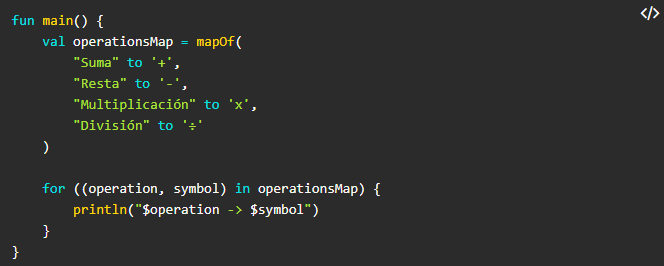 </>
fun main() {
    val operationsMap = mapOf(
        "Suma" to '+',
        "Resta" to '-',
        "Multiplicación" to 'x',
        "División" to '÷'
    )

    for ((operation, symbol) in operationsMap) {
        println("$operation -> $symbol")
    }
}